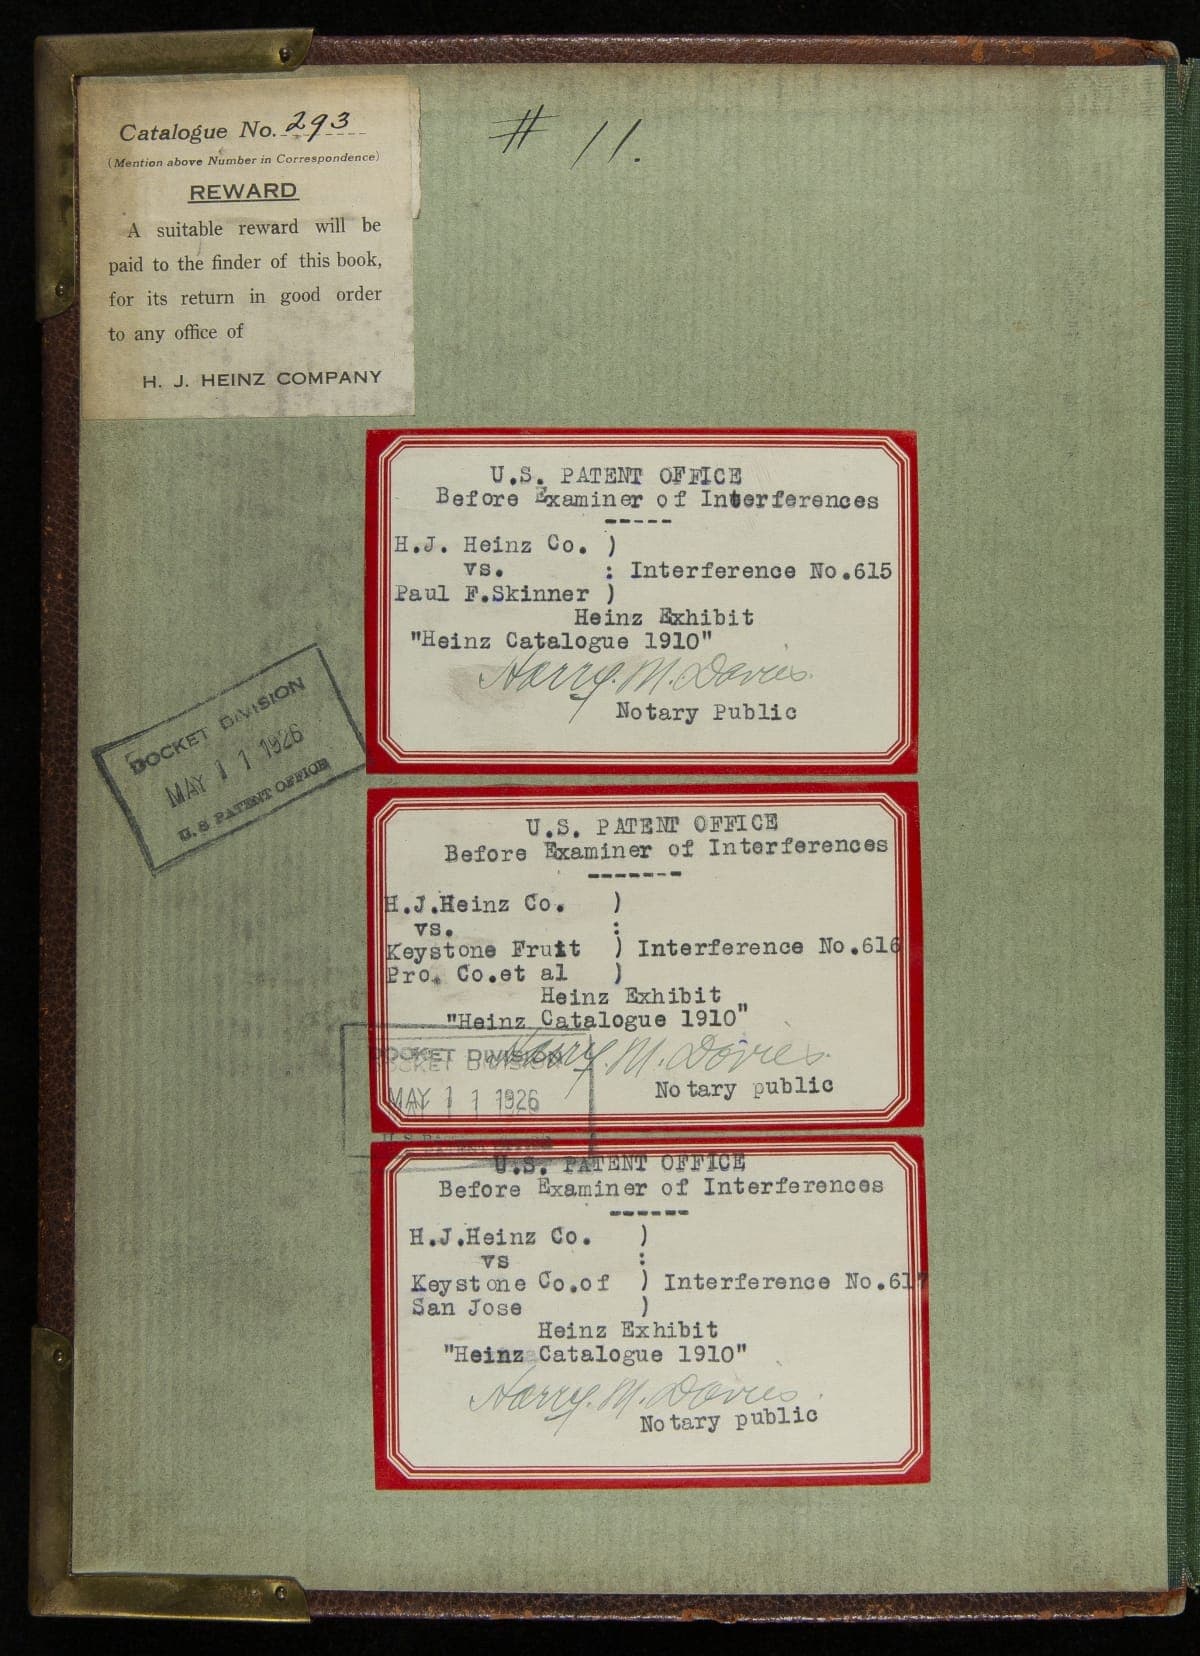 Catalogue No. 293
(Mention above Number in Correspondence)
REWARD
A suitable reward will be
paid to the finder of this book,
for its return in good order
to any office of
H. J. HEINZ COMPANY
# 11.
U.S. PATENT OFFICE
Before Examiner of Interferences
-----
H.J. Heinz Co. )
vs. : Interference No.615
Paul F.Skinner )
Heinz Exhibit
"Heinz Catalogue 1910"
Harry. M. Davies.
Notary Public
DOCKET DIVISION
MAY 11 1926
U.S PATENT OFFICE
U.S. PATENT OFFICE
Before Examiner of Interferences
-------
H.J.Heinz Co. )
vs. :
Keystone Fruit ) Interference No.616
Pro. Co.et al )
Heinz Exhibit
"Heinz Catalogue 1910"
Harry. M. Davies.
Notary public
DOCKET DIVISION
MAY 11 1926
U.S PATENT OFFICE
U.S. PATENT OFFICE
Before Examiner of Interferences
------
H.J.Heinz Co. )
vs :
Keystone Co.of ) Interference No.617
San Jose )
Heinz Exhibit
"Heinz Catalogue 1910"
Harry. M. Davies.
Notary public